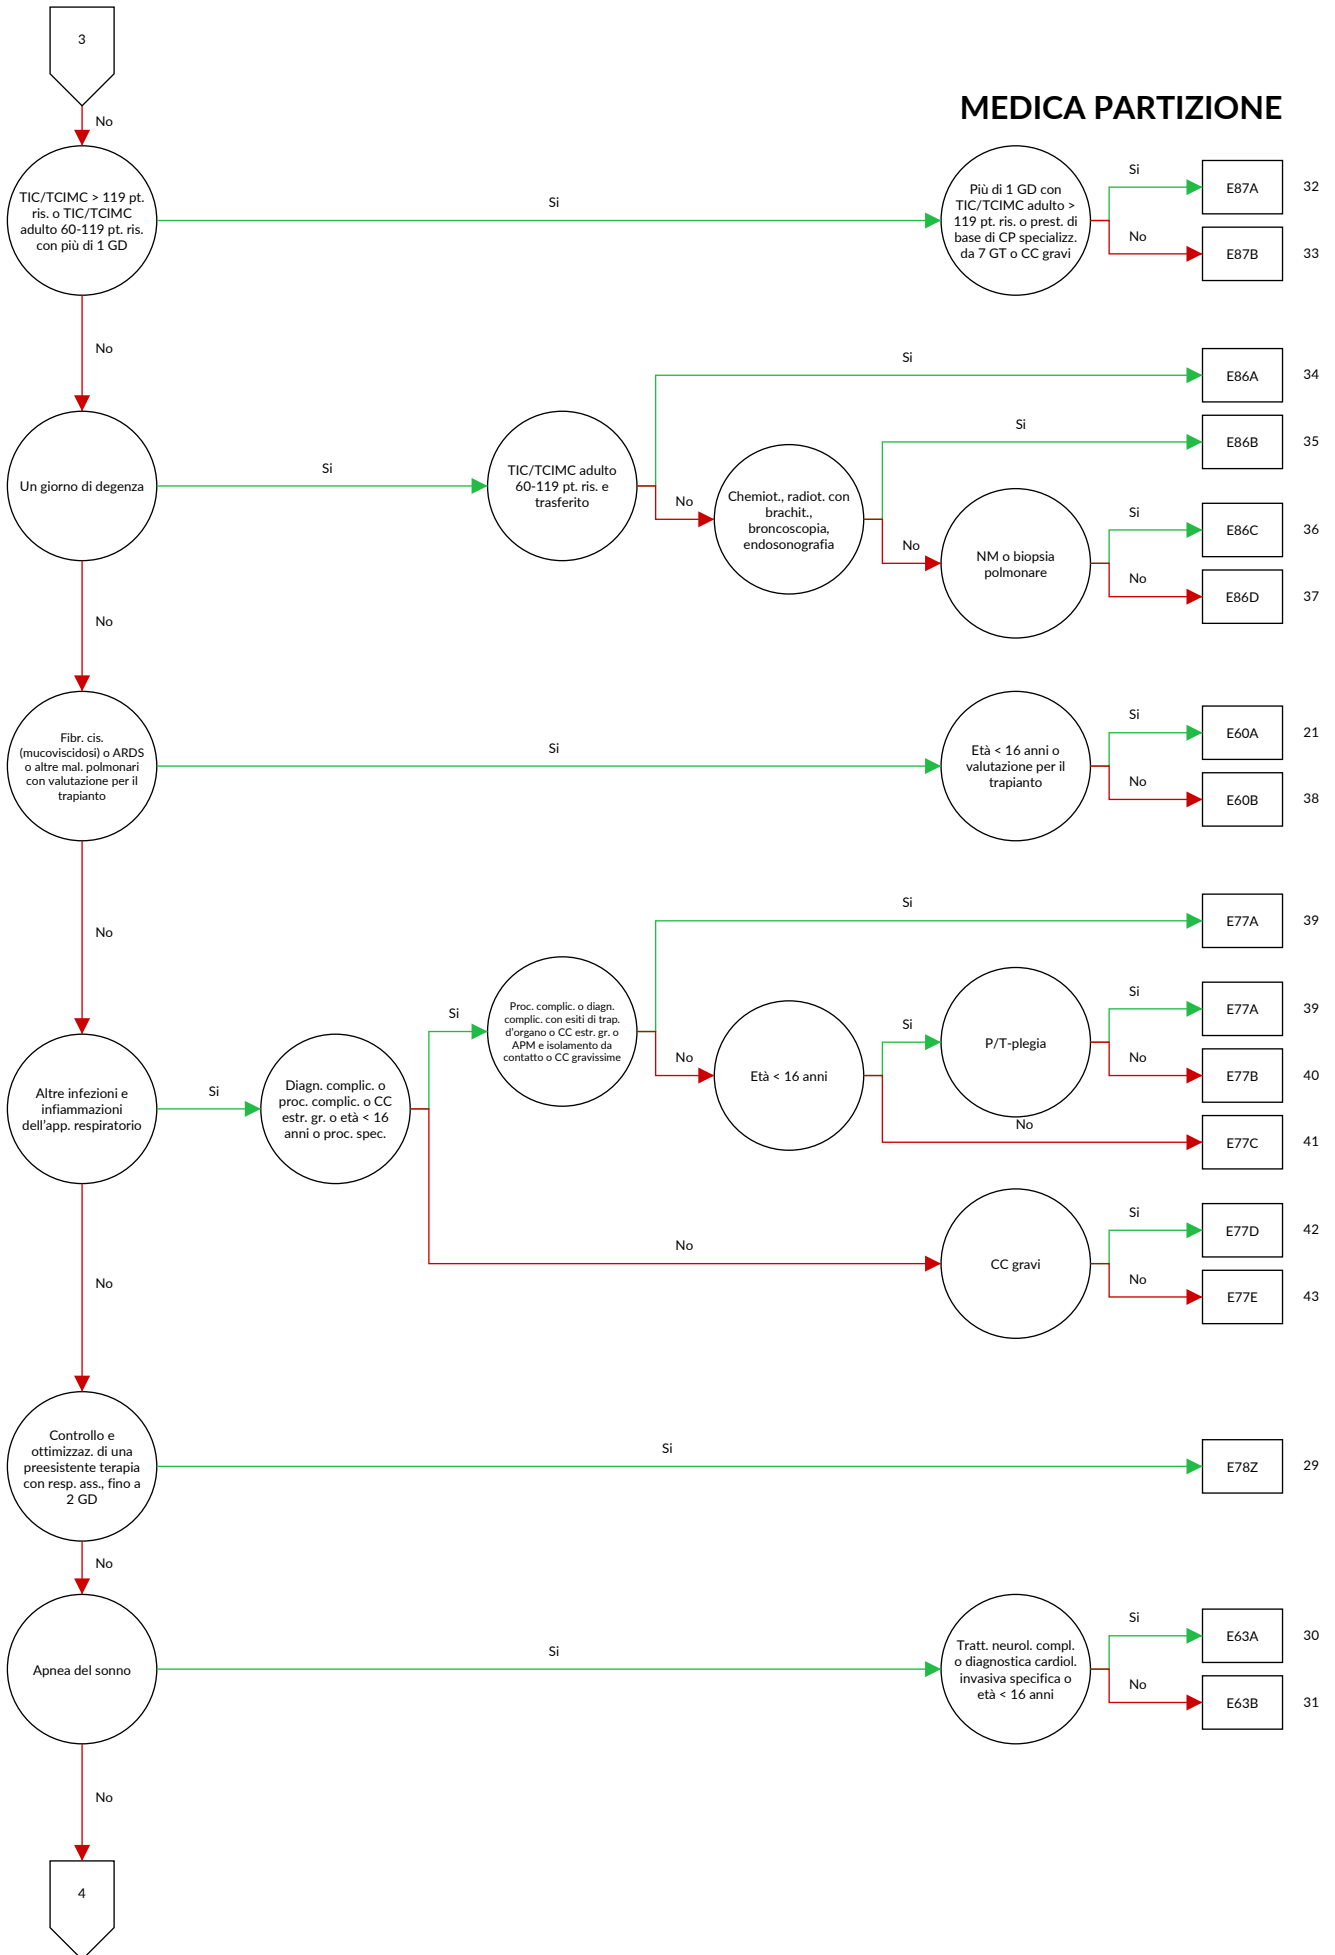 3
No
MEDICA PARTIZIONE
TIC/TCIMC > 119 pt.
ris. o TIC/TCIMC
adulto 60-119 pt. ris.
con più di 1 GD
Si
Più di 1 GD con
TIC/TCIMC adulto >
119 pt. ris. o prest. di
base di CP specializz.
da 7 GT o CC gravi
Si
E87A
32
No
E87B
33
No
Un giorno di degenza
Si
TIC/TCIMC adulto
60-119 pt. ris. e
trasferito
Si
E86A
34
No
Chemiot., radiot. con
brachit.,
broncoscopia,
endosonografia
Si
E86B
35
No
NM o biopsia
polmonare
Si
E86C
36
No
E86D
37
No
Fibr. cis.
(mucoviscidosi) o ARDS
o altre mal. polmonari
con valutazione per il
trapianto
Si
Età < 16 anni o
valutazione per il
trapianto
Si
E60A
21
No
E60B
38
No
Altre infezioni e
infiammazioni
dell'app. respiratorio
Si
Diagn. complic. o
proc. complic. o CC
estr. gr. o età < 16
anni o proc. spec.
Si
Proc. complic. o diagn.
complic. con esiti di trap.
d'organo o CC estr. gr. o
APM e isolamento da
contatto o CC gravissime
Si
E77A
39
No
Età < 16 anni
Si
P/T-plegia
Si
E77A
39
No
E77B
40
No
E77C
41
No
CC gravi
Si
E77D
42
No
E77E
43
No
Controllo e
ottimizzaz. di una
preesistente terapia
con resp. ass., fino a
2 GD
Si
E78Z
29
No
Apnea del sonno
Si
Tratt. neurol. compl.
o diagnostica cardiol.
invasiva specifica o
età < 16 anni
Si
E63A
30
No
E63B
31
No
4